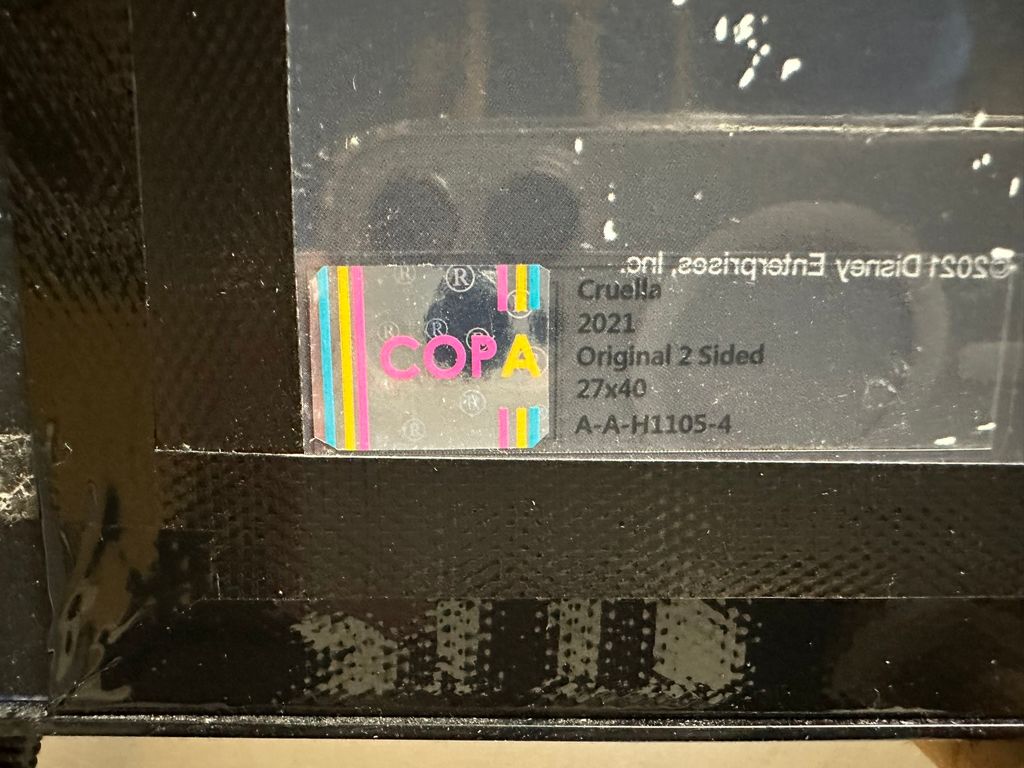 ©2021 Disney Enterprises, Inc.
COPA
Cruella
2021
Original 2 Sided
27x40
A-A-H1105-4
® ® ® ® ® ® ®